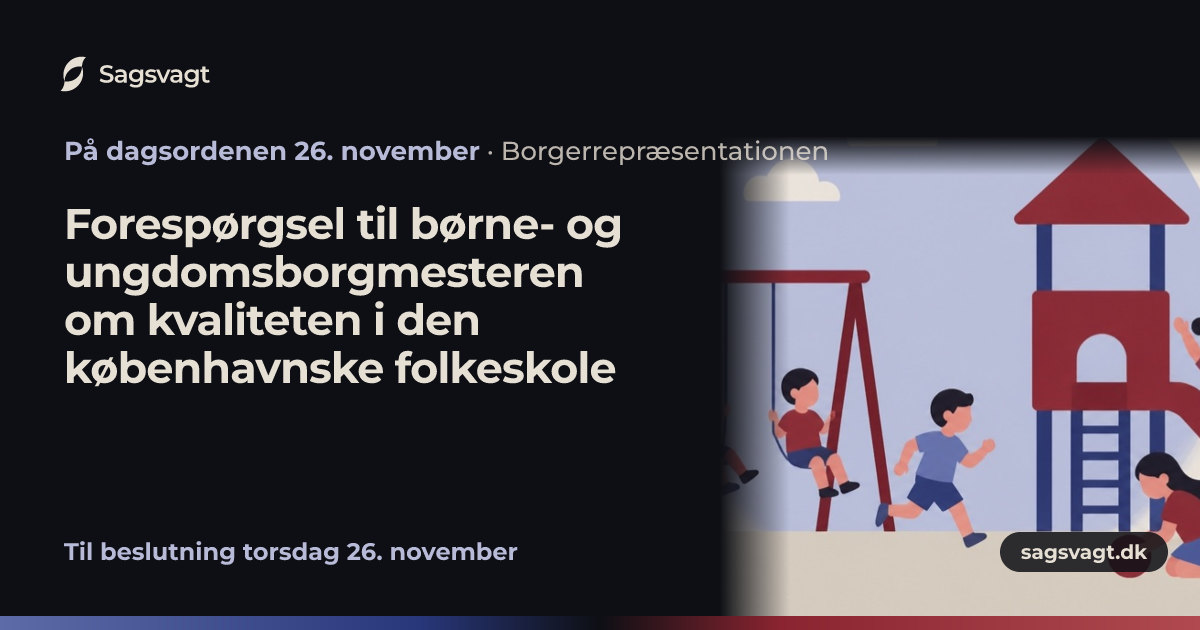 Sagsvagt
På dagsordenen 26. november · Borgerrepræsentationen
Forespørgsel til børne- og
ungdomsborgmesteren
om kvaliteten i den
københavnske folkeskole
Til beslutning torsdag 26. november
sagsvagt.dk